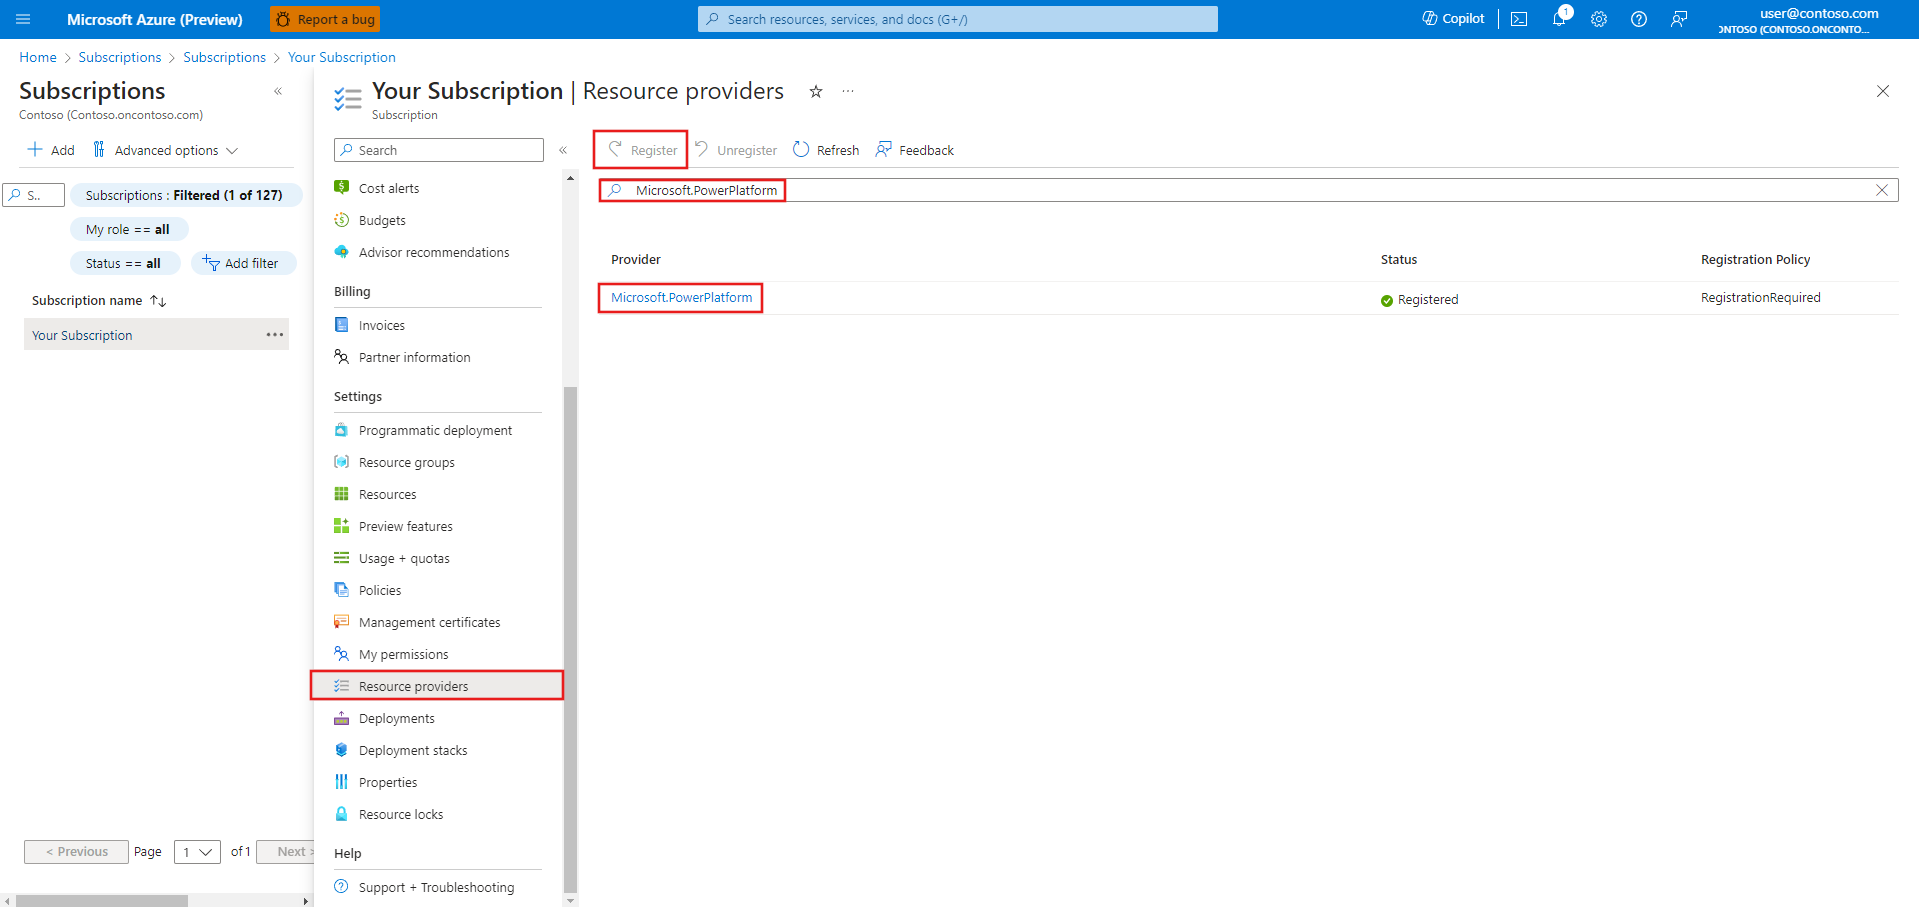 Microsoft Azure (Preview)
Report a bug
Search resources, services, and docs (G+/)
Copilot
1
user@contoso.com
ONTOSO (CONTOSO.ONCONTO...
Home > Subscriptions > Subscriptions > Your Subscription
Subscriptions
Contoso (Contoso.oncontoso.com)
Add
Advanced options
S..
Subscriptions : Filtered (1 of 127)
My role == all
Status == all
Add filter
Subscription name
Your Subscription
< Previous
Page
1
of 1
Next >
Your Subscription | Resource providers
Subscription
Search
Cost alerts
Budgets
Advisor recommendations
Billing
Invoices
Partner information
Settings
Programmatic deployment
Resource groups
Resources
Preview features
Usage + quotas
Policies
Management certificates
My permissions
Resource providers
Deployments
Deployment stacks
Properties
Resource locks
Help
Support + Troubleshooting
Register
Unregister
Refresh
Feedback
Microsoft.PowerPlatform
Provider
Status
Registration Policy
Microsoft.PowerPlatform
Registered
RegistrationRequired